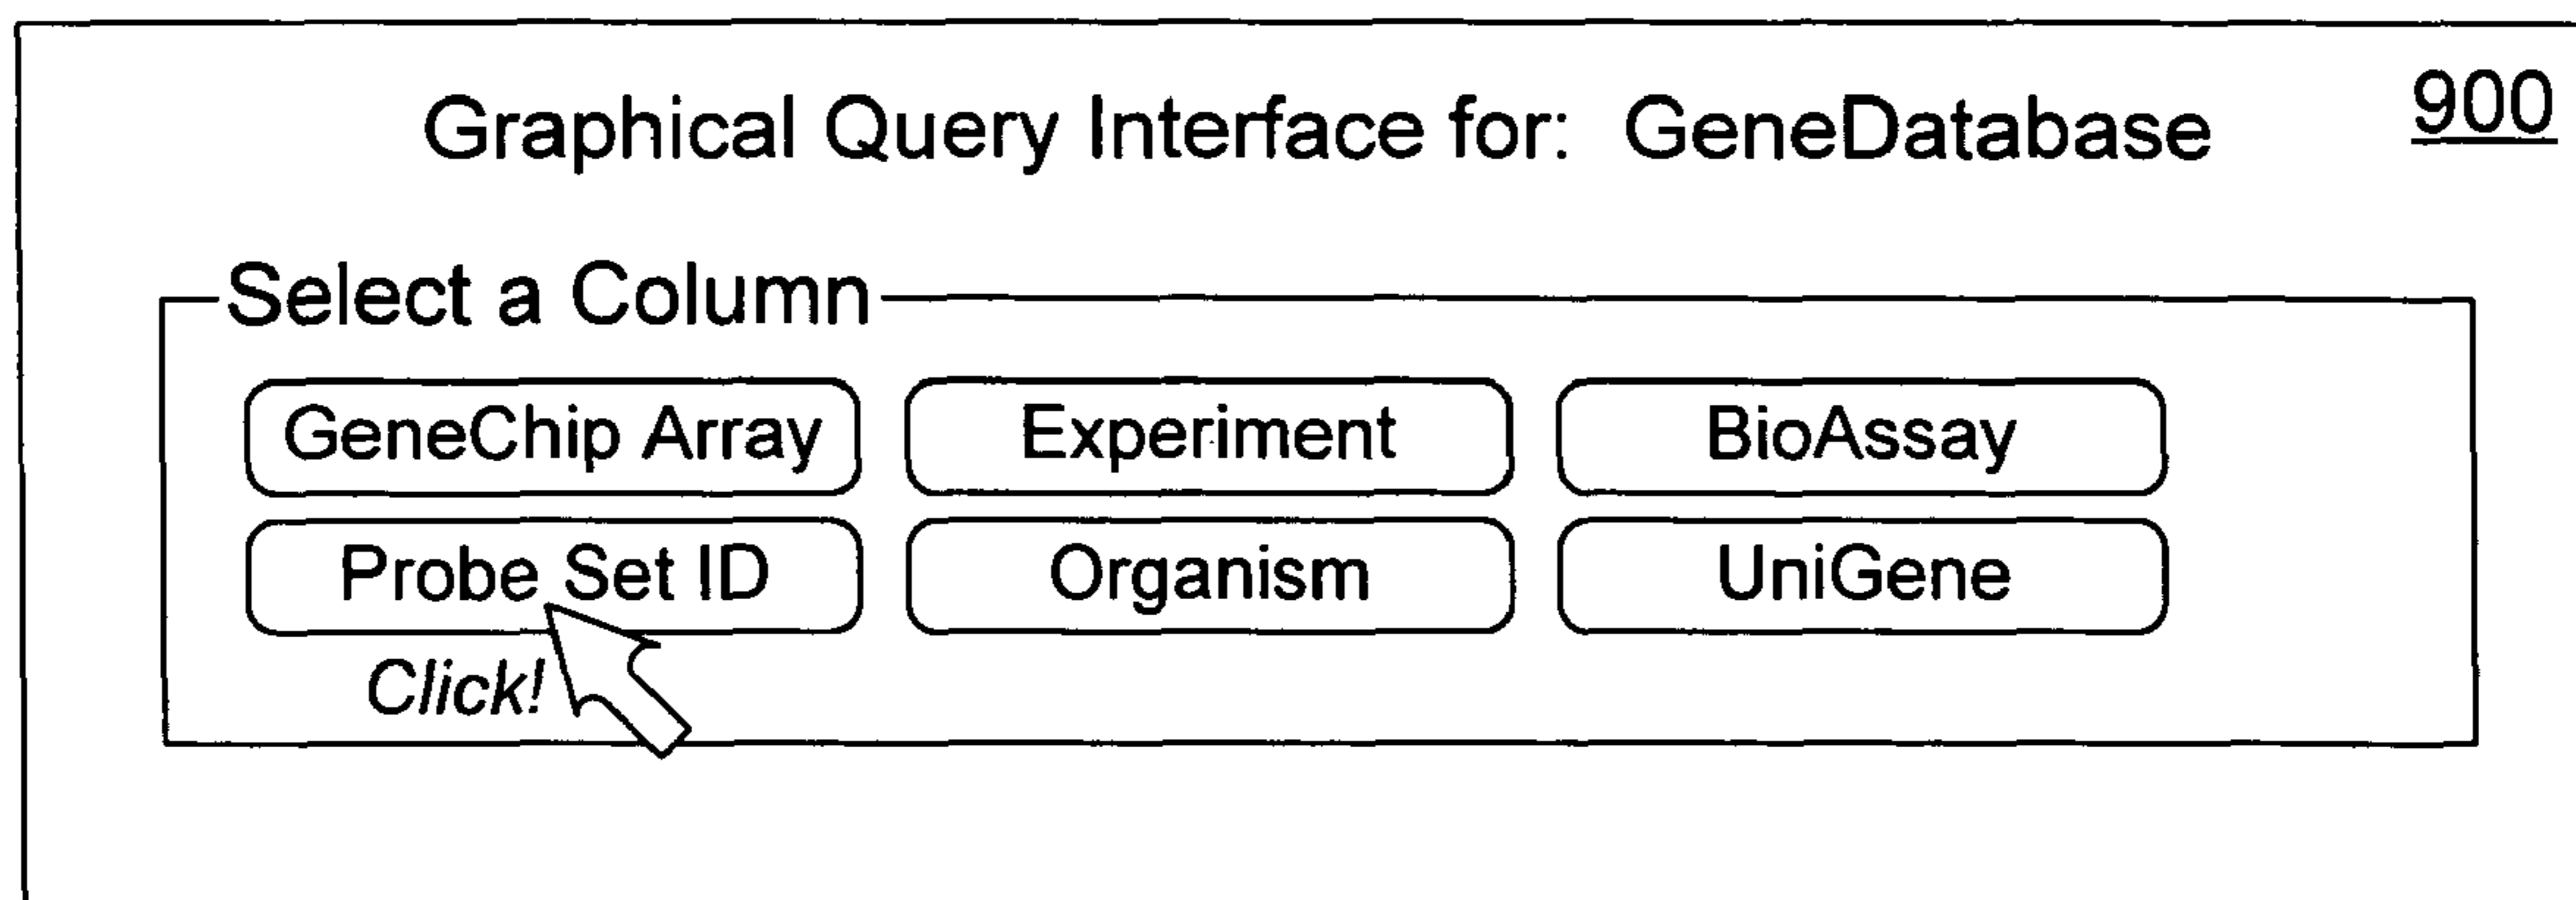 Graphical Query Interface for: GeneDatabase 900
Select a Column
GeneChip Array Experiment BioAssay
Probe Set ID Organism UniGene
Click!